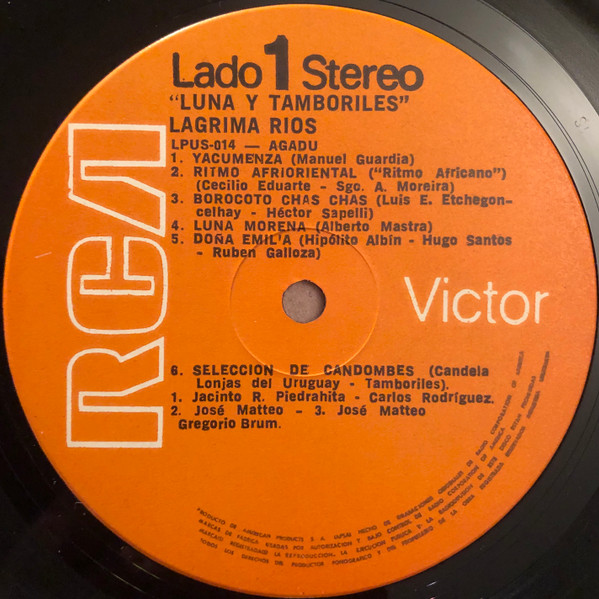 Lado 1 Stereo
"LUNA Y TAMBORILES"
LAGRIMA RIOS
LPUS-014 — AGADU
1. YACUMENZA (Manuel Guardia)
2. RITMO AFRIORIENTAL ("Ritmo Africano")
(Cecilio Eduarte - Sgo. A. Moreira)
3. BOROCOTO CHAS CHAS (Luis E. Etchegon-
celhay - Héctor Sapelli)
4. LUNA MORENA (Alberto Mastra)
5. DOÑA EMIL'A (Hipólito Albín - Hugo Santos
- Ruben Galloza)
RCA
Victor
6. SELECCION DE CANDOMBES (Candela
Lonjas del Uruguay - Tamboriles).
1. Jacinto R. Piedrahita - Carlos Rodríguez.
2. José Matteo - 3. José Matteo
Gregorio Brum.